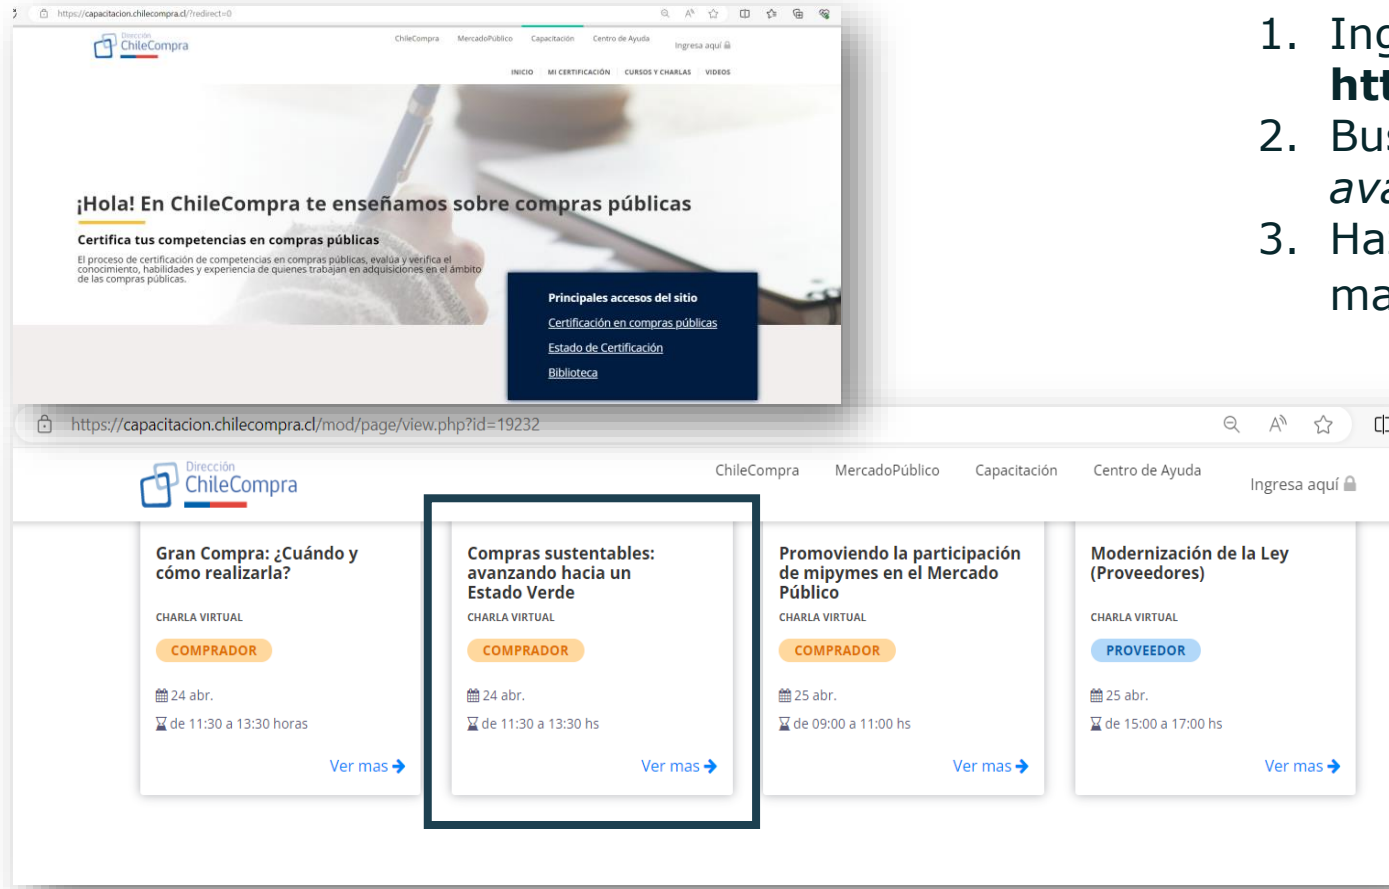 https://capacitacion.chilecompra.cl/?redirect=0
Dirección
ChileCompra
ChileCompra MercadoPúblico Capacitación Centro de Ayuda Ingresa aquí
INICIO MI CERTIFICACIÓN CURSOS Y CHARLAS VIDEOS
¡Hola! En ChileCompra te enseñamos sobre compras públicas
Certifica tus competencias en compras públicas
El proceso de certificación de competencias en compras públicas, evalúa y verifica el
conocimiento, habilidades y experiencia de quienes trabajan en adquisiciones en el ámbito
de las compras públicas.
Principales accesos del sitio
Certificación en compras públicas
Estado de Certificación
Biblioteca
1.
2.
3.
https://capacitacion.chilecompra.cl/mod/page/view.php?id=19232
Dirección
ChileCompra
ChileCompra MercadoPúblico Capacitación Centro de Ayuda Ingresa aquí
Gran Compra: ¿Cuándo y
cómo realizarla?
CHARLA VIRTUAL
COMPRADOR
24 abr.
de 11:30 a 13:30 horas
Ver mas
Compras sustentables:
avanzando hacia un
Estado Verde
CHARLA VIRTUAL
COMPRADOR
24 abr.
de 11:30 a 13:30 hs
Ver mas
Promoviendo la participación
de mipymes en el Mercado
Público
CHARLA VIRTUAL
COMPRADOR
25 abr.
de 09:00 a 11:00 hs
Ver mas
Modernización de la Ley
(Proveedores)
CHARLA VIRTUAL
PROVEEDOR
25 abr.
de 15:00 a 17:00 hs
Ver mas